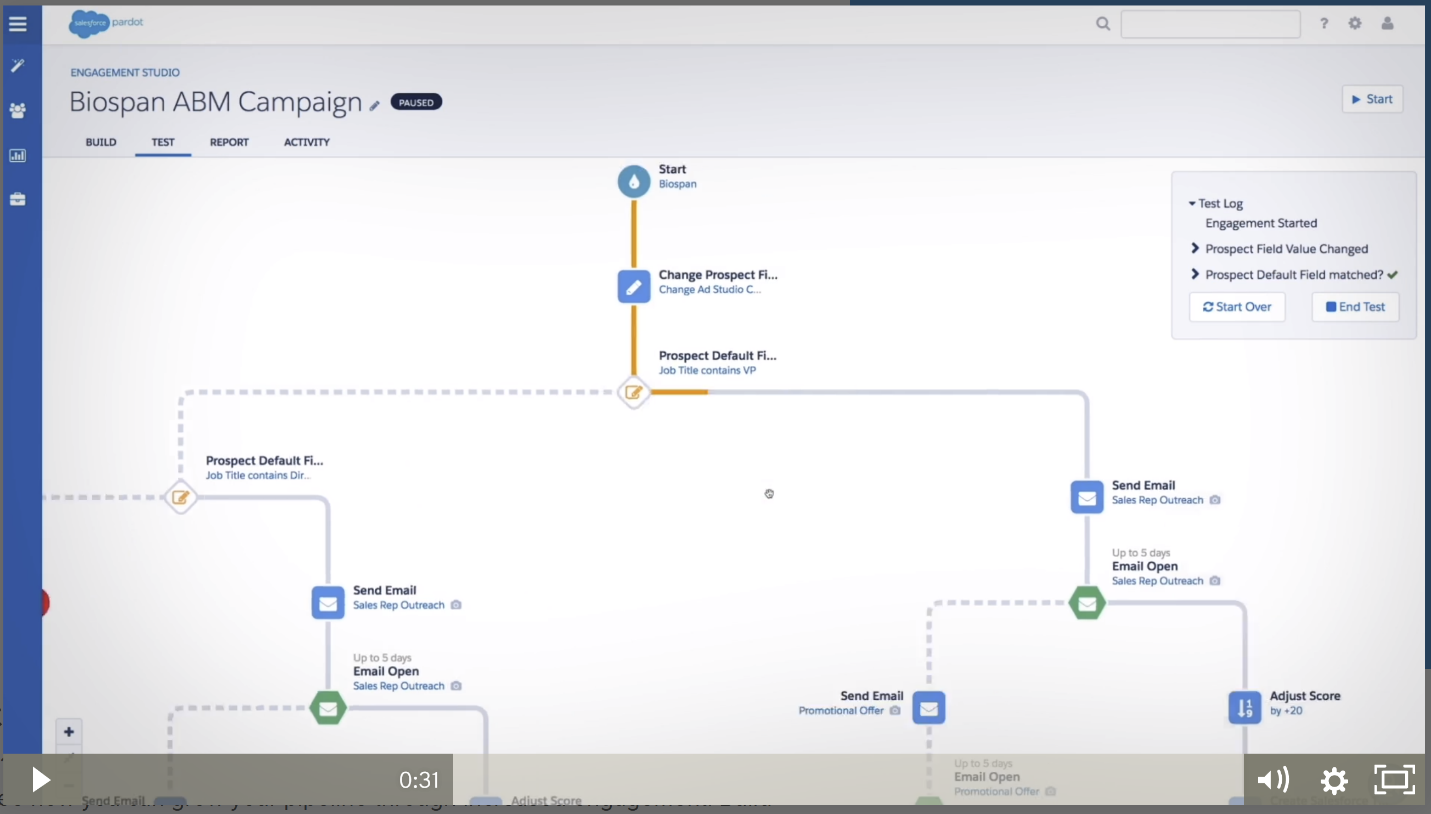 salesforce pardot
?
ENGAGEMENT STUDIO
Biospan ABM Campaign
PAUSED
Start
BUILD TEST REPORT ACTIVITY
Start
Biospan
Test Log
Engagement Started
Prospect Field Value Changed
Prospect Default Field matched?
Start Over
End Test
Change Prospect Fi...
Change Ad Studio C...
Prospect Default Fi...
Job Title contains VP
Prospect Default Fi...
Job Title contains Dir...
Send Email
Sales Rep Outreach
Up to 5 days
Email Open
Sales Rep Outreach
Send Email
Sales Rep Outreach
Up to 5 days
Email Open
Sales Rep Outreach
Send Email
Promotional Offer
Adjust Score
by +20
+
Up to 5 days
Email Open
Promotional Offer
0:31
Send Email
Adjust Score